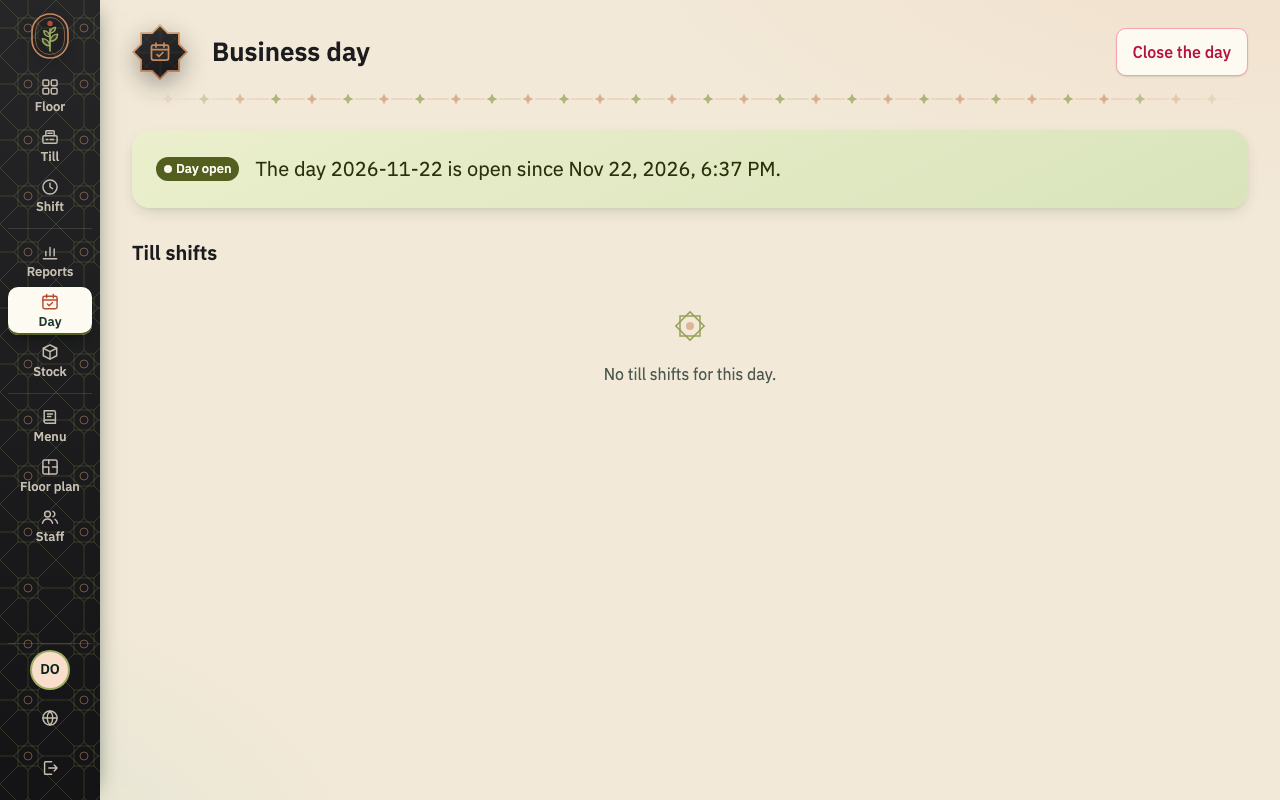 Floor
Till
Shift
Reports
Day
Stock
Menu
Floor plan
Staff
DO
Business day
Close the day
Day open
The day 2026-11-22 is open since Nov 22, 2026, 6:37 PM.
Till shifts
No till shifts for this day.